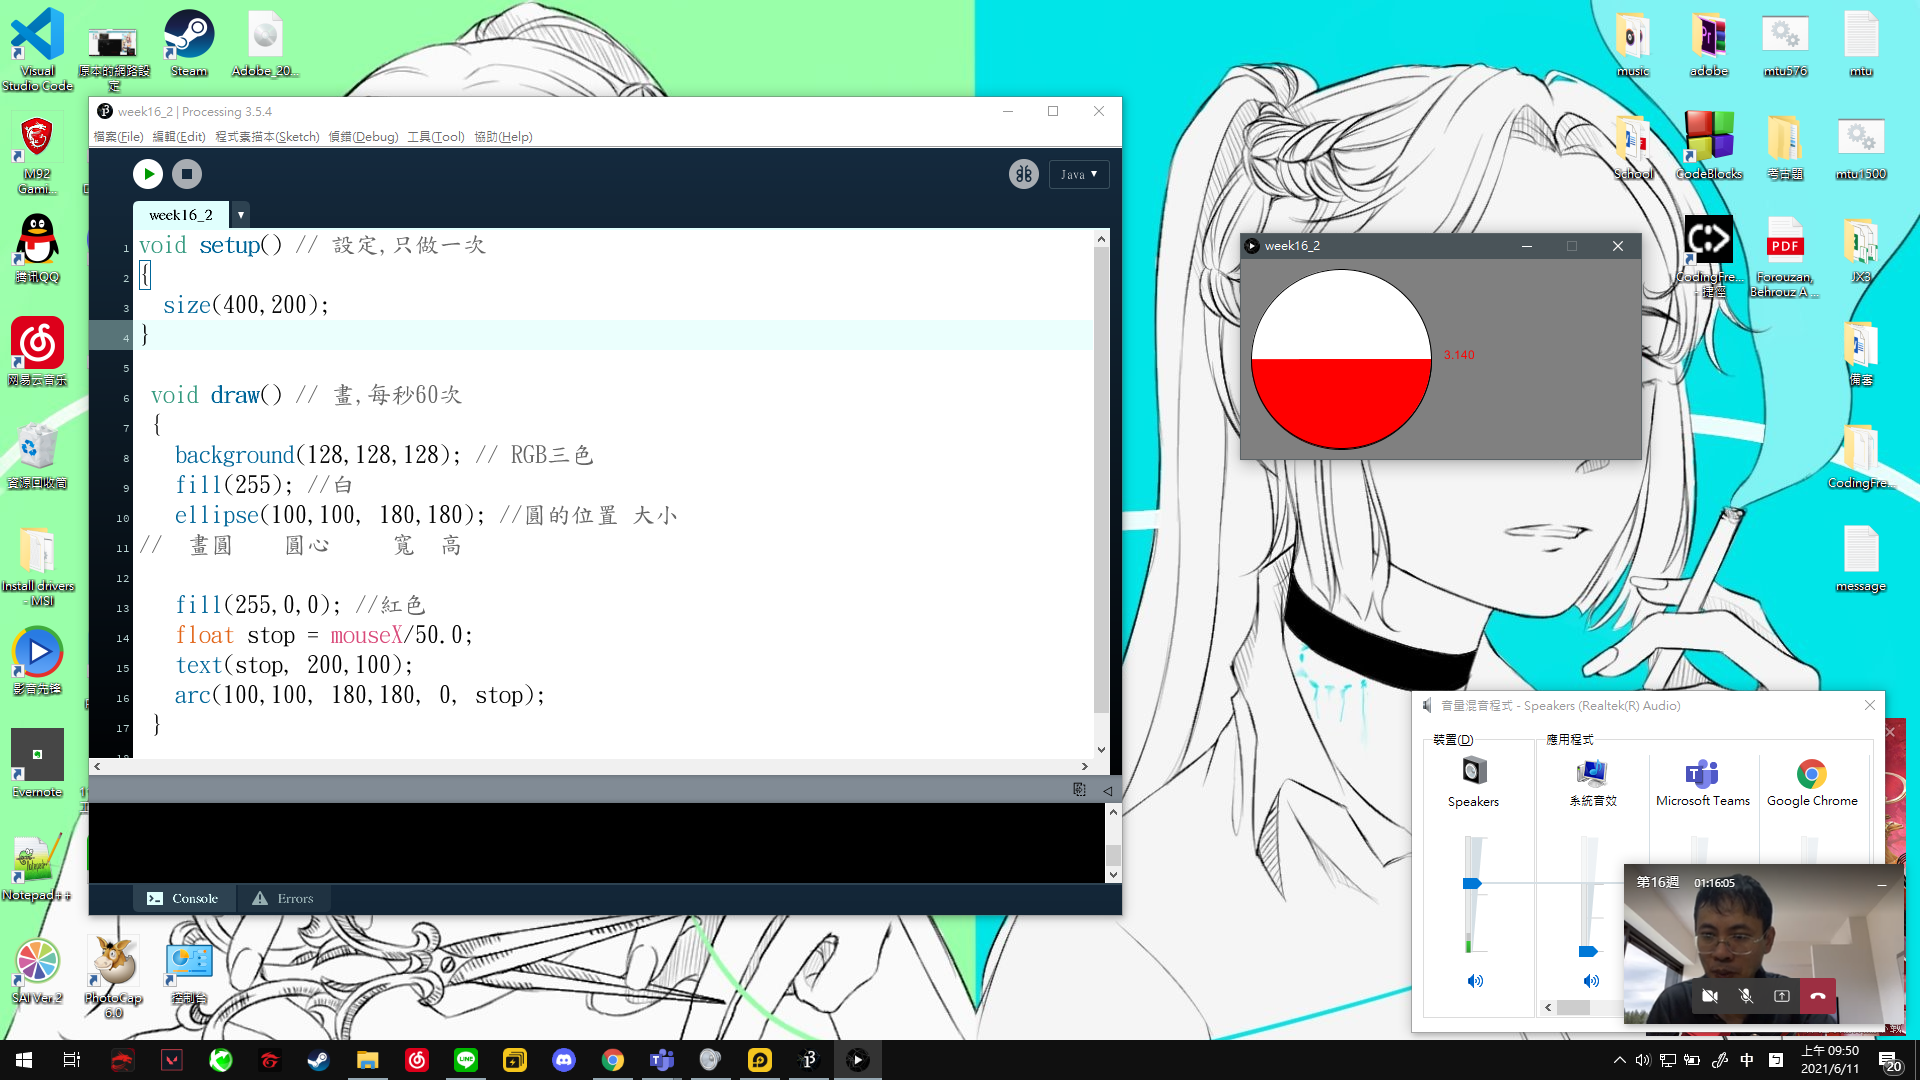 Visual
Studio Code
原本的網路設
定
Steam
Adobe_20...
music
adobe
mtu576
mtu
week16_2 | Processing 3.5.4
檔案(File) 編輯(Edit) 程式素描本(Sketch) 偵錯(Debug) 工具(Tool) 協助(Help)
Java ▼
week16_2 ▼
1 void setup() // 設定,只做一次
2 {
3 size(400,200);
4 }
5
6 void draw() // 畫,每秒60次
7 {
8 background(128,128,128); // RGB三色
9 fill(255); //白
10 ellipse(100,100, 180,180); //圓的位置 大小
11 // 畫圓 圓心 寬 高
12
13 fill(255,0,0); //紅色
14 float stop = mouseX/50.0;
15 text(stop, 200,100);
16 arc(100,100, 180,180, 0, stop);
17 }
Console
Errors
week16_2
3.140
Gami...
腾讯QQ
网易云音乐
資源回收筒
Install drivers
- MSI
影音先锋
Evernote
Notepad++
SAI Ver.2
PhotoCap
6.0
控制台
School
CodeBlocks
考古題
mtu1500
CodingFre...
- 捷徑
PDF
Forouzan,
Behrouz A ...
JX3
備審
CodingFre...
message
音量混音程式 - Speakers (Realtek(R) Audio)
裝置(D)
應用程式
Speakers
系統音效
Microsoft Teams
Google Chrome
第16週 01:16:05
中
上午 09:50
2021/6/11
20